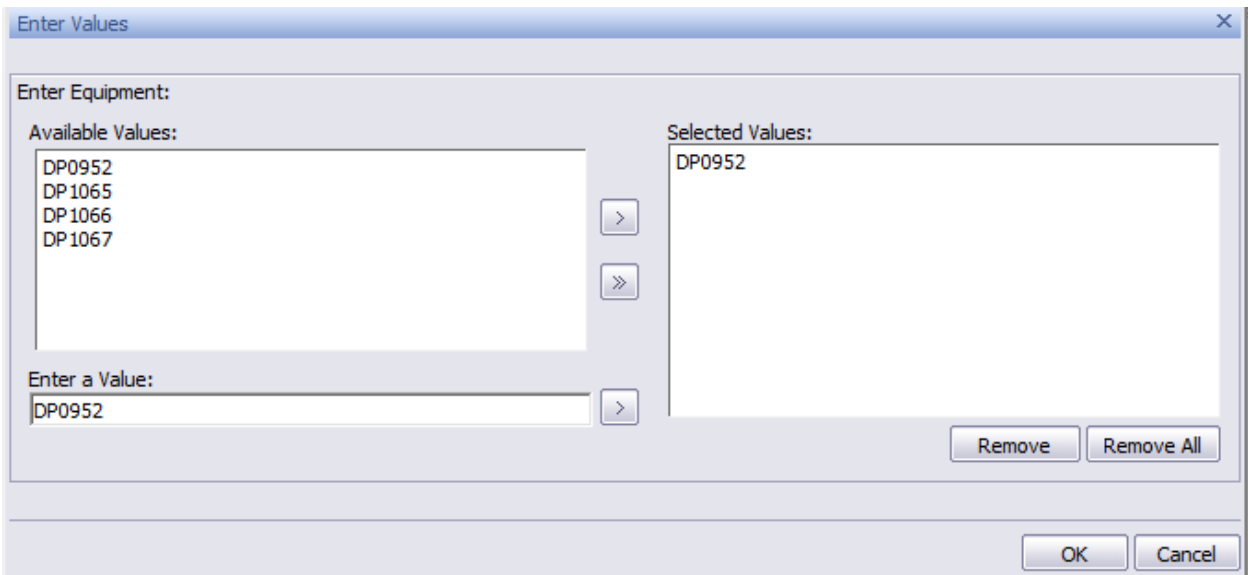 Enter Values
Enter Equipment:
Available Values:
DP0952
DP1065
DP1066
DP1067
Enter a Value:
DP0952
Selected Values:
DP0952
Remove
Remove All
OK
Cancel